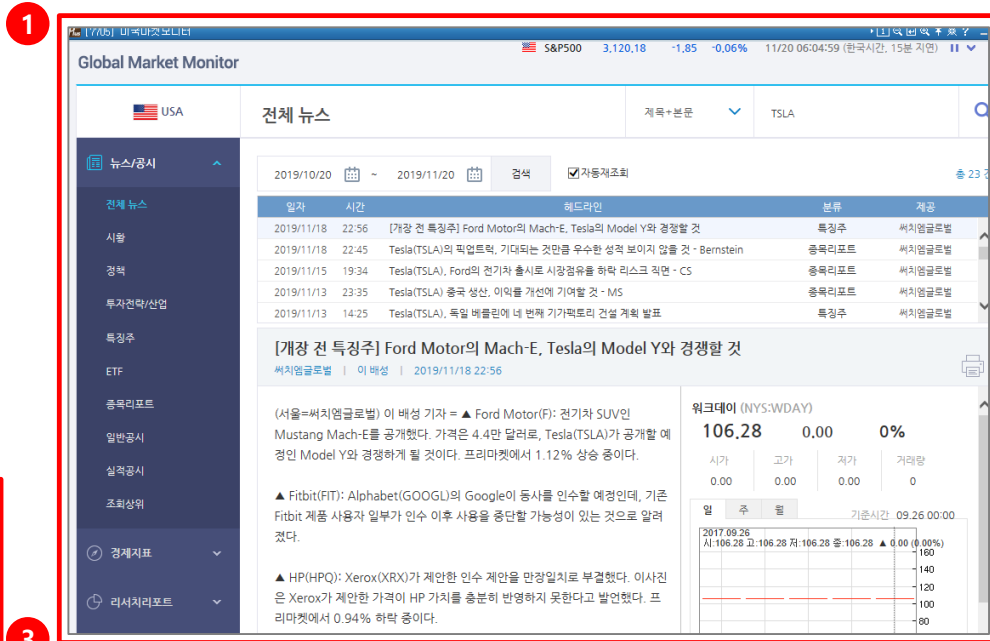 1
[7705] 미국마켓모니터
Global Market Monitor
S&P500 3,120.18 -1.85 -0.06% 11/20 06:04:59 (한국시간, 15분 지연)
USA
전체 뉴스
제목+본문
TSLA
뉴스/공시
2019/10/20 ~ 2019/11/20 검색 자동재조회
총 23
전체 뉴스
시황
정책
투자전략/산업
특징주
ETF
종목리포트
일반공시
실적공시
조회상위
경제지표
리서치리포트
일자 시간 헤드라인 분류 제공
2019/11/18 22:56 [개장 전 특징주] Ford Motor의 Mach-E, Tesla의 Model Y와 경쟁할 것 특징주 써치엠글로벌
2019/11/18 22:45 Tesla(TSLA)의 픽업트럭, 기대되는 것만큼 우수한 성적 보이지 않을 것 - Bernstein 종목리포트 써치엠글로벌
2019/11/15 19:34 Tesla(TSLA), Ford의 전기차 출시로 시장점유율 하락 리스크 직면 - CS 종목리포트 써치엠글로벌
2019/11/13 23:35 Tesla(TSLA) 중국 생산, 이익률 개선에 기여할 것 - MS 종목리포트 써치엠글로벌
2019/11/13 14:25 Tesla(TSLA), 독일 베를린에 네 번째 기가팩토리 건설 계획 발표 특징주 써치엠글로벌
[개장 전 특징주] Ford Motor의 Mach-E, Tesla의 Model Y와 경쟁할 것
써치엠글로벌 | 이 배성 | 2019/11/18 22:56
(서울=써치엠글로벌) 이 배성 기자 = ▲ Ford Motor(F): 전기차 SUV인
Mustang Mach-E를 공개했다. 가격은 4.4만 달러로, Tesla(TSLA)가 공개할 예
정인 Model Y와 경쟁하게 될 것이다. 프리마켓에서 1.12% 상승 중이다.
▲ Fitbit(FIT): Alphabet(GOOGL)의 Google이 동사를 인수할 예정인데, 기존
Fitbit 제품 사용자 일부가 인수 이후 사용을 중단할 가능성이 있는 것으로 알려
졌다.
▲ HP(HPQ): Xerox(XRX)가 제안한 인수 제안을 만장일치로 부결했다. 이사진
은 Xerox가 제안한 가격이 HP 가치를 충분히 반영하지 못한다고 발언했다. 프
리마켓에서 0.94% 하락 중이다.
워크데이 (NYS:WDAY)
106.28 0.00 0%
시가 고가 저가 거래량
0.00 0.00 0.00 0
일 주 월
기준시간 09.26 00:00
2017.09.26
시:106.28 고:106.28 저:106.28 종:106.28 ▲ 0.00 (0.00%)
160
140
120
100
80
3